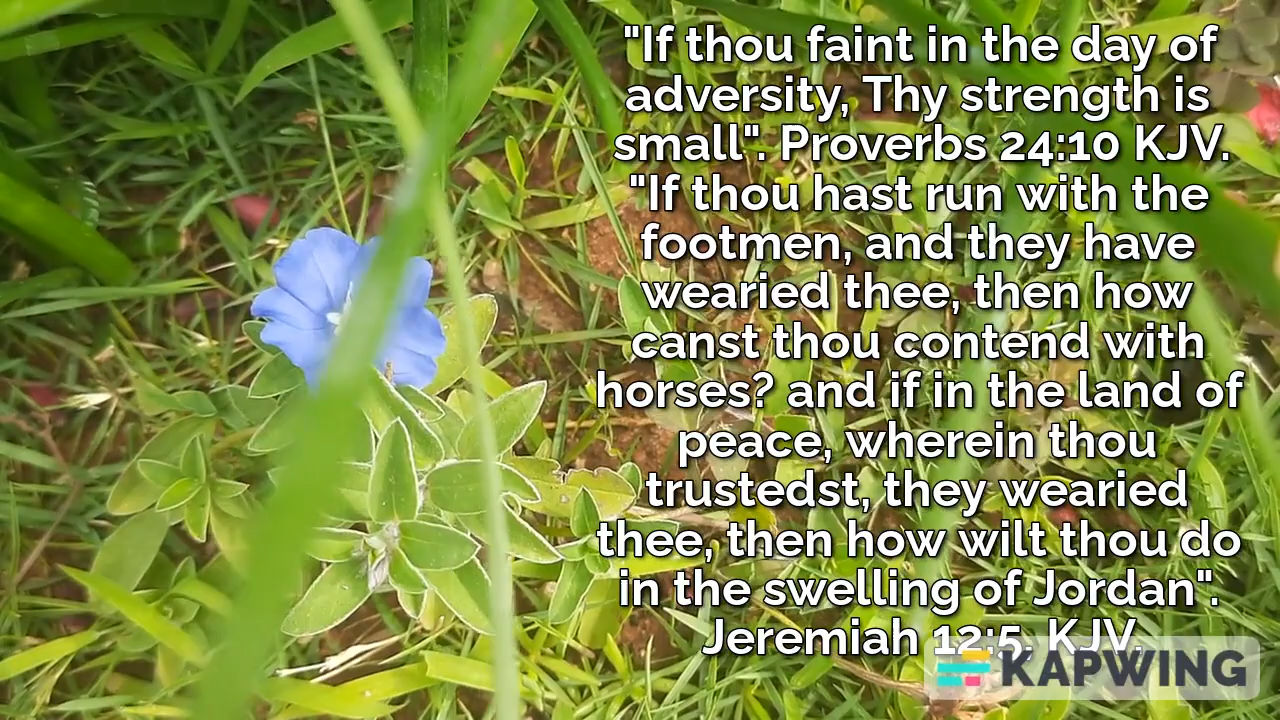 "If thou faint in the day of
adversity, Thy strength is
small". Proverbs 24:10 KJV.
"If thou hast run with the
footmen, and they have
wearied thee, then how
canst thou contend with
horses? and if in the land of
peace, wherein thou
trustedst, they wearied
thee, then how wilt thou do
in the swelling of Jordan".
Jeremiah 12:5. KJV.
KAPWING